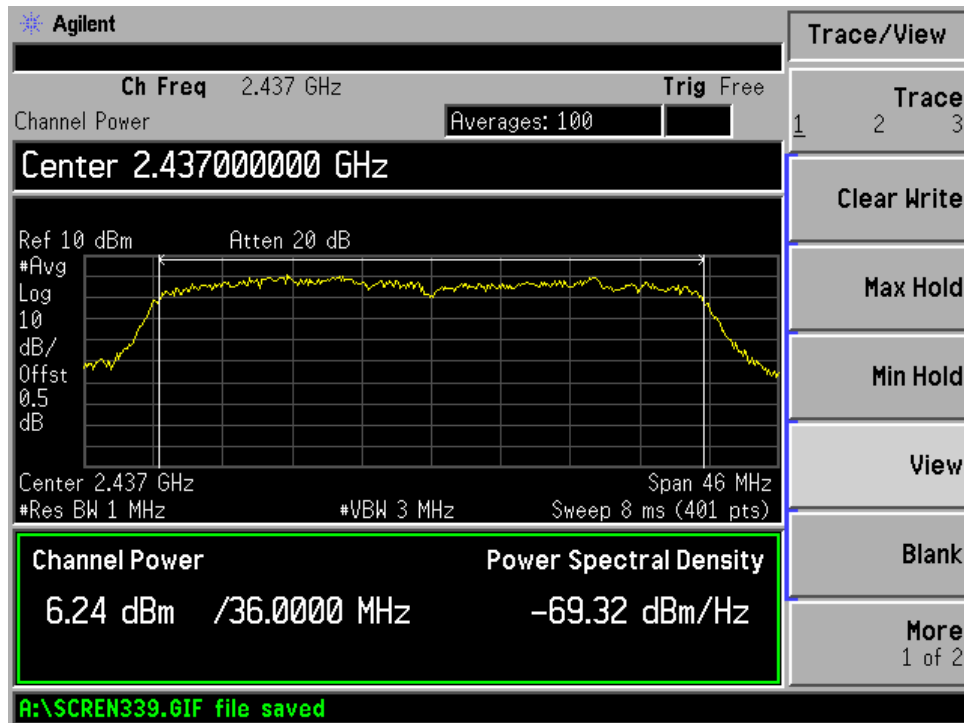 Agilent
Trace/View
Ch Freq 2.437 GHz Trig Free
Channel Power Averages: 100
Trace
1 2 3
Center 2.437000000 GHz
Clear Write
Ref 10 dBm Atten 20 dB
#Avg
Log
10
dB/
Offst
0.5
dB
Max Hold
Min Hold
View
Center 2.437 GHz Span 46 MHz
#Res BW 1 MHz #VBW 3 MHz Sweep 8 ms (401 pts)
Channel Power Power Spectral Density
6.24 dBm /36.0000 MHz -69.32 dBm/Hz
Blank
More
1 of 2
A:\SCREN339.GIF file saved